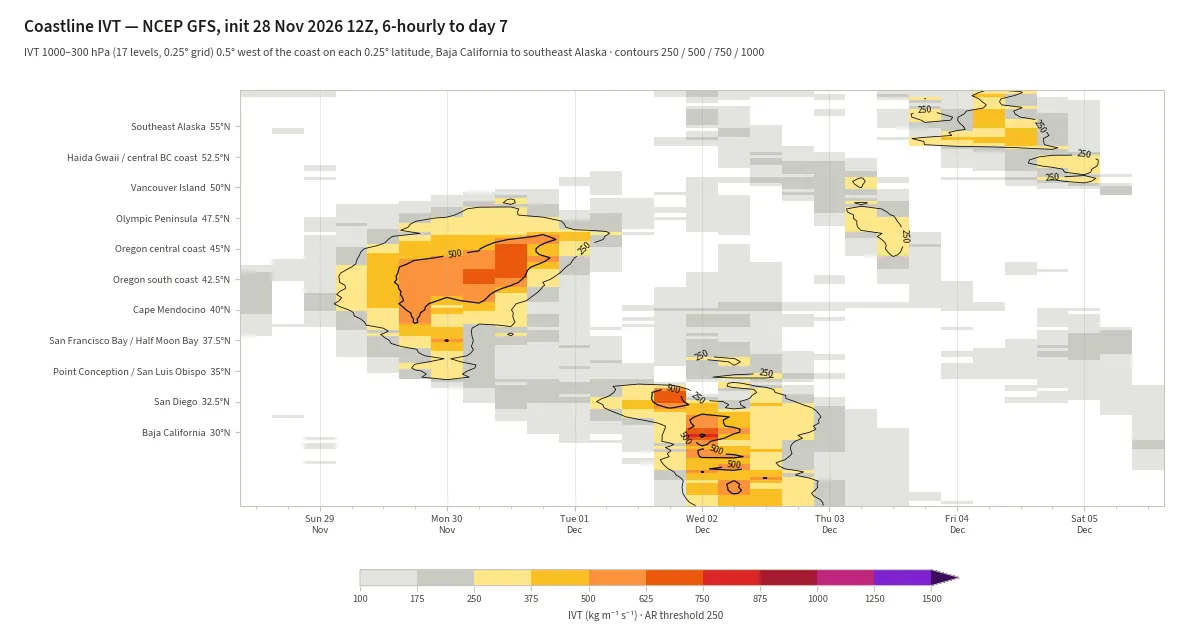 Coastline IVT — NCEP GFS, init 28 Nov 2026 12Z, 6-hourly to day 7
IVT 1000–300 hPa (17 levels, 0.25° grid) 0.5° west of the coast on each 0.25° latitude, Baja California to southeast Alaska · contours 250 / 500 / 750 / 1000
Southeast Alaska 55°N
Haida Gwaii / central BC coast 52.5°N
Vancouver Island 50°N
Olympic Peninsula 47.5°N
Oregon central coast 45°N
Oregon south coast 42.5°N
Cape Mendocino 40°N
San Francisco Bay / Half Moon Bay 37.5°N
Point Conception / San Luis Obispo 35°N
San Diego 32.5°N
Baja California 30°N
250
250
250
250
250
500
250
250
250
500
250
500
500
500
Sun 29 Nov
Mon 30 Nov
Tue 01 Dec
Wed 02 Dec
Thu 03 Dec
Fri 04 Dec
Sat 05 Dec
100 175 250 375 500 625 750 875 1000 1250 1500
IVT (kg m⁻¹ s⁻¹) · AR threshold 250